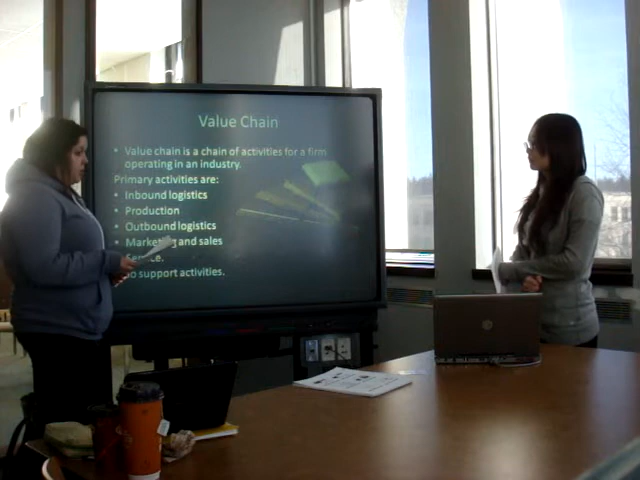 Value Chain
• Value chain is a chain of activities for a firm
operating in an industry.
Primary activities are:
• Inbound logistics
• Production
• Outbound logistics
• Marketing and sales
• Service.
support activities.